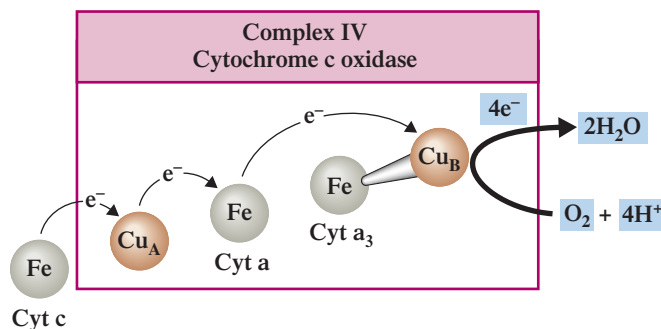 Complex IV
Cytochrome c oxidase
4e⁻
2H₂O
e⁻
Cu_B
e⁻
Fe
e⁻
Fe
O₂ + 4H⁺
Cu_A
Cyt a₃
Cyt a
Fe
Cyt c